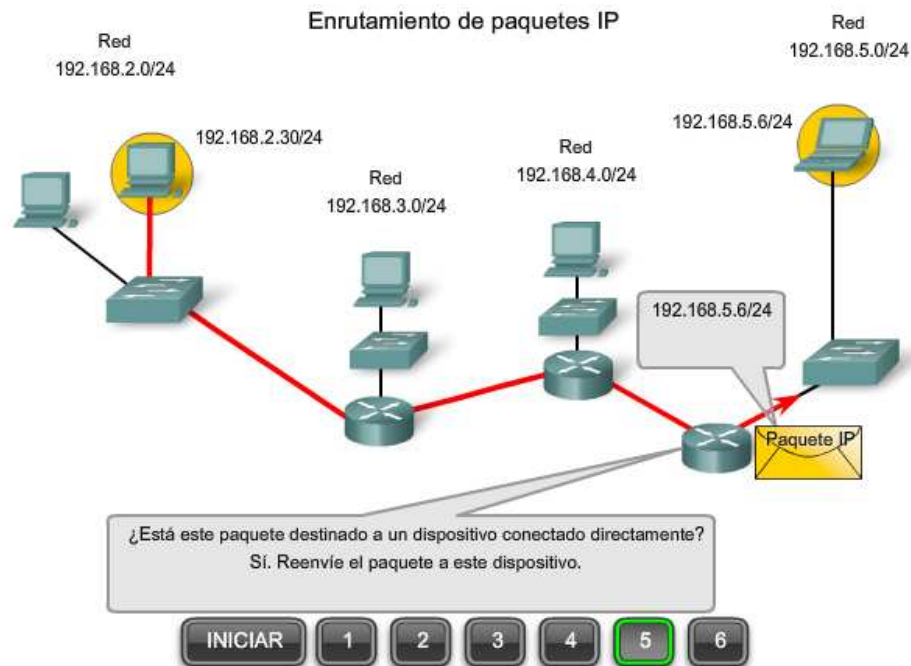 Enrutamiento de paquetes IP
Red
192.168.2.0/24
Red
192.168.5.0/24
192.168.2.30/24
192.168.5.6/24
Red
192.168.3.0/24
Red
192.168.4.0/24
192.168.5.6/24
Paquete IP
¿Está este paquete destinado a un dispositivo conectado directamente?
Sí. Reenvíe el paquete a este dispositivo.
INICIAR 1 2 3 4 5 6